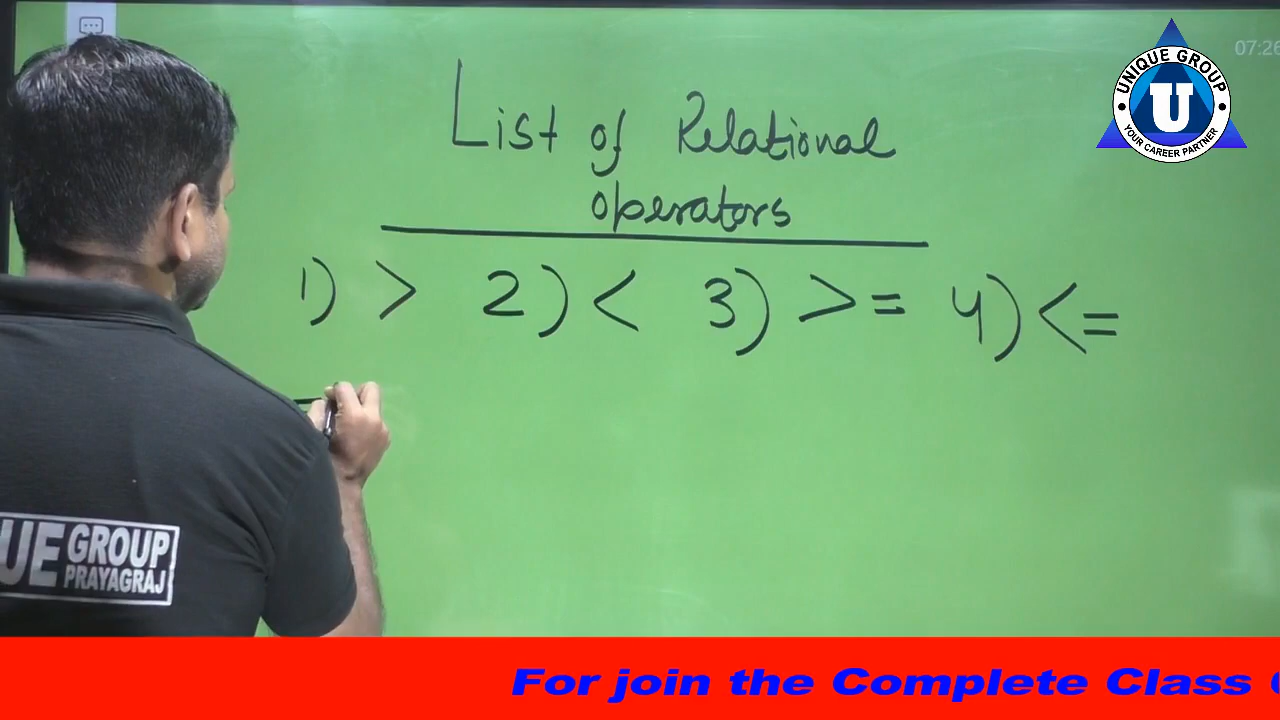 07:26
UNIQUE GROUP
U
YOUR CAREER PARTNER
List of Relational
operators
1) > 2) < 3) >= 4) <=
UE GROUP
PRAYAGRAJ
For join the Complete Class